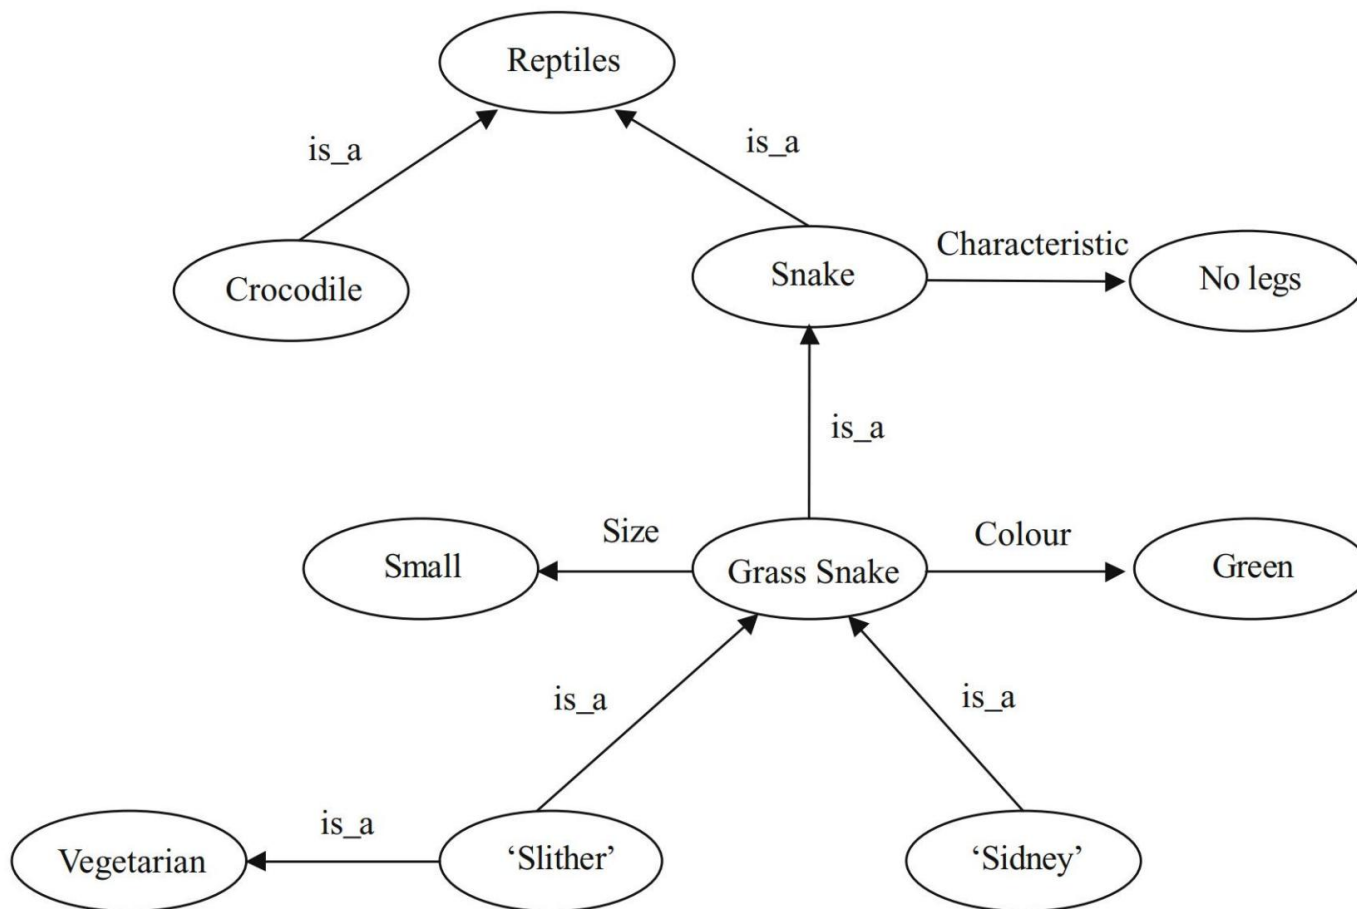 Reptiles
is_a
is_a
Crocodile
Snake
Characteristic
No legs
is_a
Small
Size
Grass Snake
Colour
Green
is_a
is_a
Vegetarian
is_a
‘Slither’
‘Sidney’